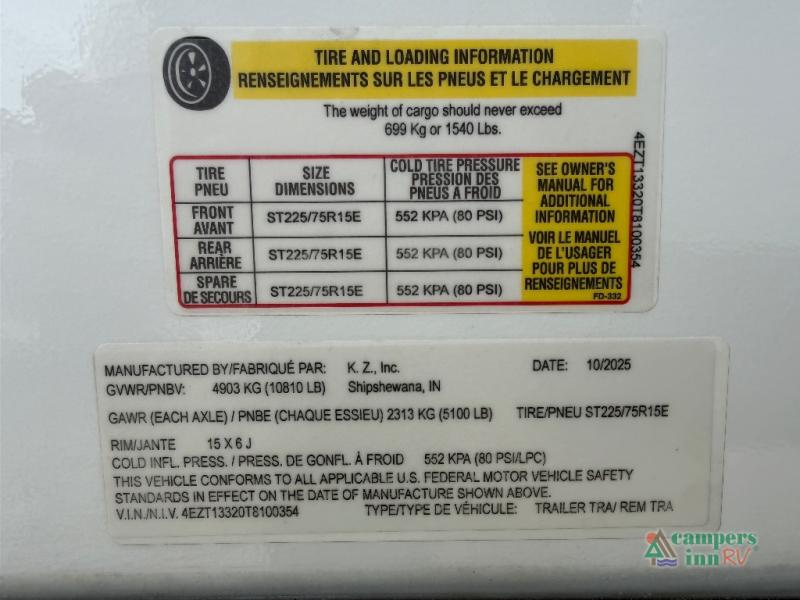 TIRE AND LOADING INFORMATION
RENSEIGNEMENTS SUR LES PNEUS ET LE CHARGEMENT
The weight of cargo should never exceed
699 Kg or 1540 Lbs.
TIRE PNEU SIZE DIMENSIONS COLD TIRE PRESSURE PRESSION DES PNEUS A FROID
FRONT AVANT ST225/75R15E 552 KPA (80 PSI)
REAR ARRIÈRE ST225/75R15E 552 KPA (80 PSI)
SPARE DE SECOURS ST225/75R15E 552 KPA (80 PSI)
SEE OWNER'S
MANUAL FOR
ADDITIONAL
INFORMATION
VOIR LE MANUEL
DE L'USAGER
POUR PLUS DE
RENSEIGNEMENTS
FD-332
4EZT13320T8100354
MANUFACTURED BY/FABRIQUÉ PAR: K. Z., Inc. DATE: 10/2025
GVWR/PNBV: 4903 KG (10810 LB) Shipshewana, IN
GAWR (EACH AXLE) / PNBE (CHAQUE ESSIEU) 2313 KG (5100 LB) TIRE/PNEU ST225/75R15E
RIM/JANTE 15 X 6 J
COLD INFL. PRESS. / PRESS. DE GONFL. À FROID 552 KPA (80 PSI/LPC)
THIS VEHICLE CONFORMS TO ALL APPLICABLE U.S. FEDERAL MOTOR VEHICLE SAFETY
STANDARDS IN EFFECT ON THE DATE OF MANUFACTURE SHOWN ABOVE.
V.I.N./N.I.V. 4EZT13320T8100354 TYPE/TYPE DE VÉHICULE: TRAILER TRA/ REM TRA
campers
inn RV